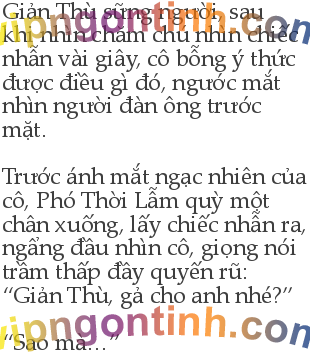 Giản Thù sững người, sau
khi nhìn chăm chú nhìn chiếc
nhẫn vài giây, cô bỗng ý thức
được điều gì đó, ngước mắt
nhìn người đàn ông trước
mặt.
Trước ánh mắt ngạc nhiên của
cô, Phó Thời Lẫm quỳ một
chân xuống, lấy chiếc nhẫn ra,
ngẩng đầu nhìn cô, giọng nói
trầm thấp đầy quyến rũ:
“Giản Thù, gả cho anh nhé?”
“Sao mà...”
vipngontinh.com
vipngontinh.com